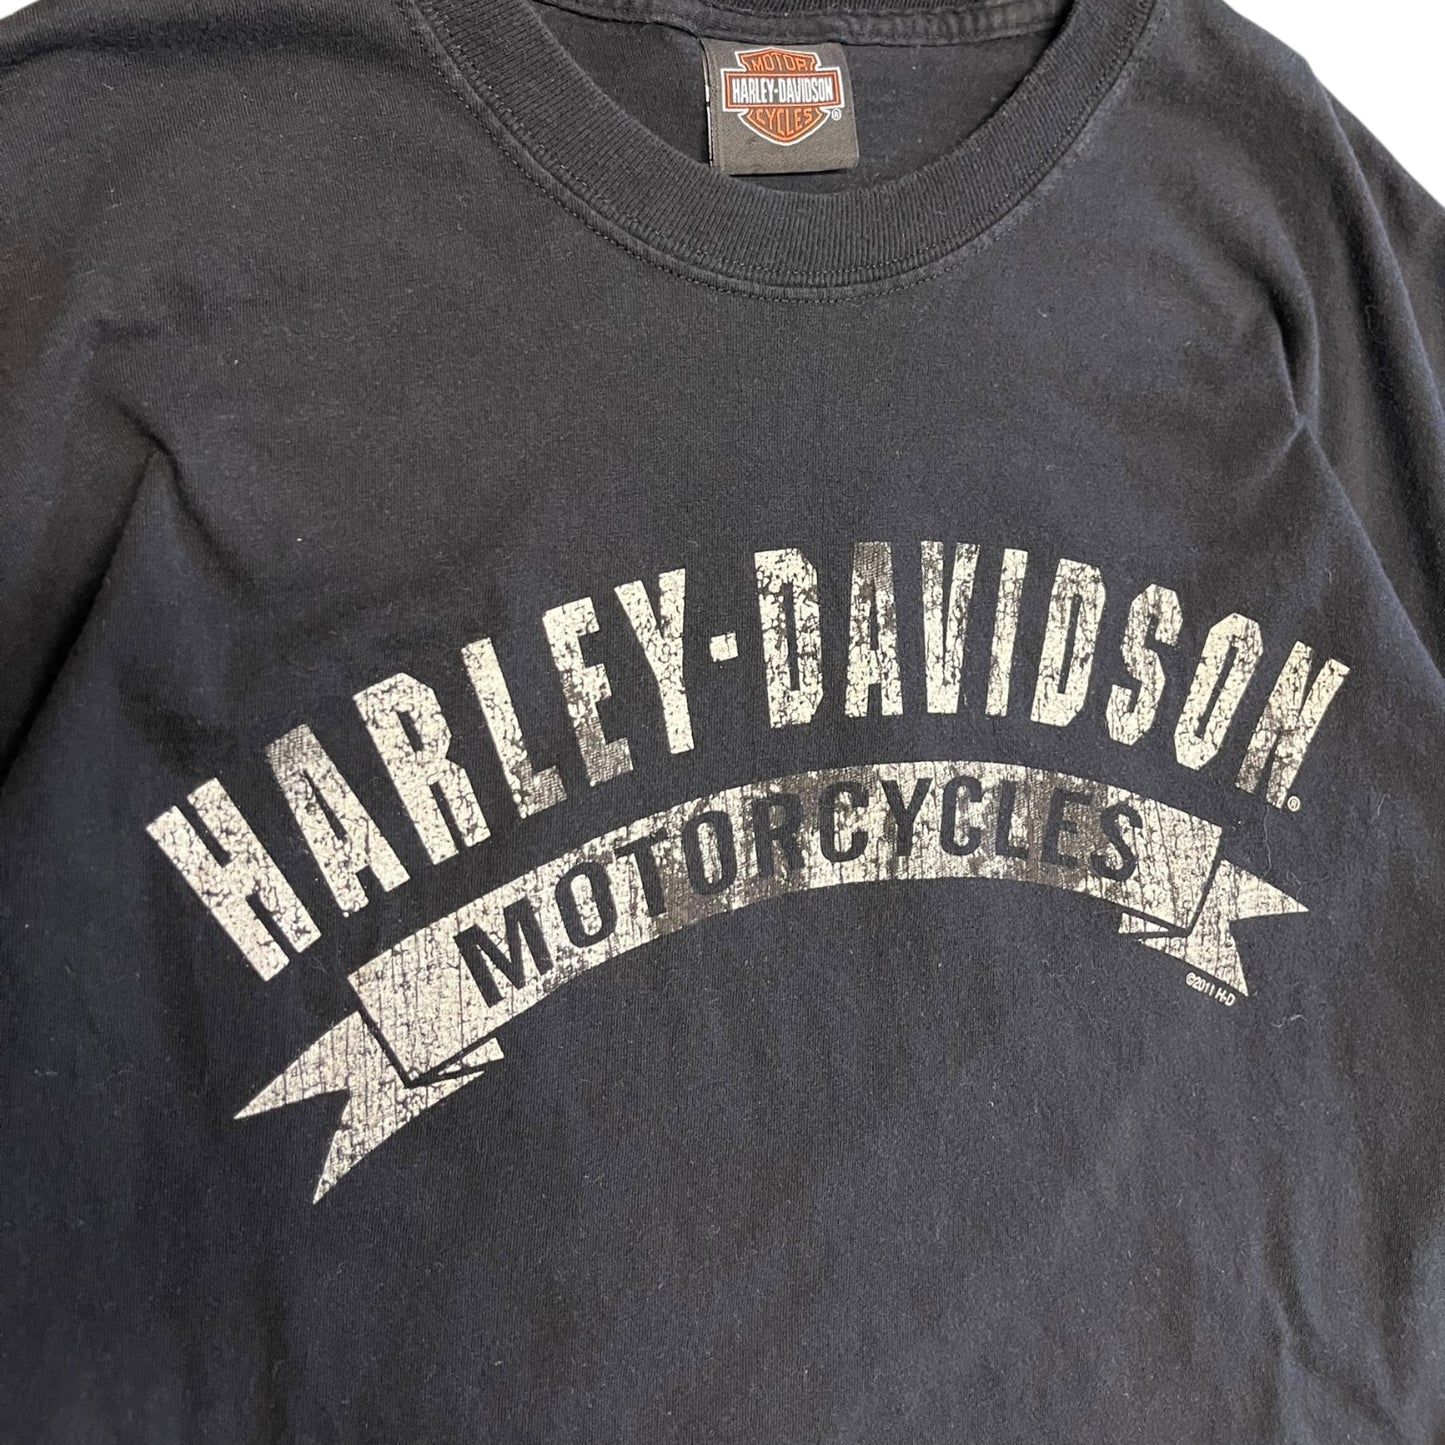 MOTOR
HARLEY-DAVIDSON
CYCLES
®
HARLEY-DAVIDSON®
MOTORCYCLES
©2011 H-D